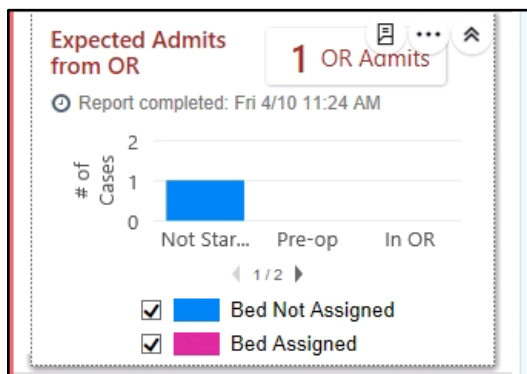 Expected Admits
from OR
1 OR Admits
Report completed: Fri 4/10 11:24 AM
# of
Cases
2
1
0
Not Star... Pre-op In OR
1/2
Bed Not Assigned
Bed Assigned